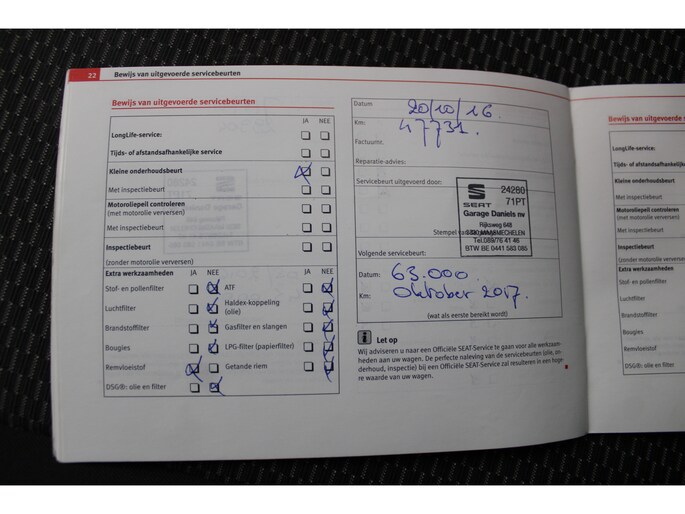 22 Bewijs van uitgevoerde servicebeurten
Bewijs van uitgevoerde servicebeurten
JA NEE
LongLife-service:
Tijds- of afstandsafhankelijke service
Kleine onderhoudsbeurt
Met inspectiebeurt
Motoroliepeil controleren
(met motorolie verversen)
Met inspectiebeurt
Inspectiebeurt
(zonder motorolie verversen)
JA NEE
Extra werkzaamheden JA NEE
Stof- en pollenfilter
ATF
Luchtfilter
Haldex-koppeling
(olie)
Brandstoffilter
Gasfilter en slangen
Bougies
LPG-filter (papierfilter)
Remvloeistof
Getande riem
DSG®: olie en filter
Datum
20/10/16
Km:
47731.
Factuurnr.
Reparatie-advies:
Servicebeurt uitgevoerd door:
SEAT
24280
71PT
Garage Daniels nv
Rijksweg 648
Tel.089/76 41 46
BTW BE 0441 563 085
Volgende servicebeurt:
Datum: 63.000
Km: Oktober 2017.
(wat als eerste bereikt wordt)
Let op
Wij adviseren u naar een Officiële SEAT-Service te gaan voor alle werkzaam-
heden aan uw wagen. De perfecte naleving van de servicebeurten (olie, on-
derhoud, inspectie) bij een Officiële SEAT-Service zal resulteren in een hoge-
re waarde van uw wagen.
Bewijs van uitgevoerde
LongLife-service:
Tijds- of afstandsafhankelijke
Kleine onderhoudsbeurt
Met inspectiebeurt
Motoroliepeil controleren
(met motorolie verversen)
Met inspectiebeurt
Inspectiebeurt
(zonder motorolie verversen)
Extra werkzaamheden
Stof- en pollenfilter
Luchtfilter
Brandstoffilter
Bougies
Remvloeistof
DSG®: olie en filter